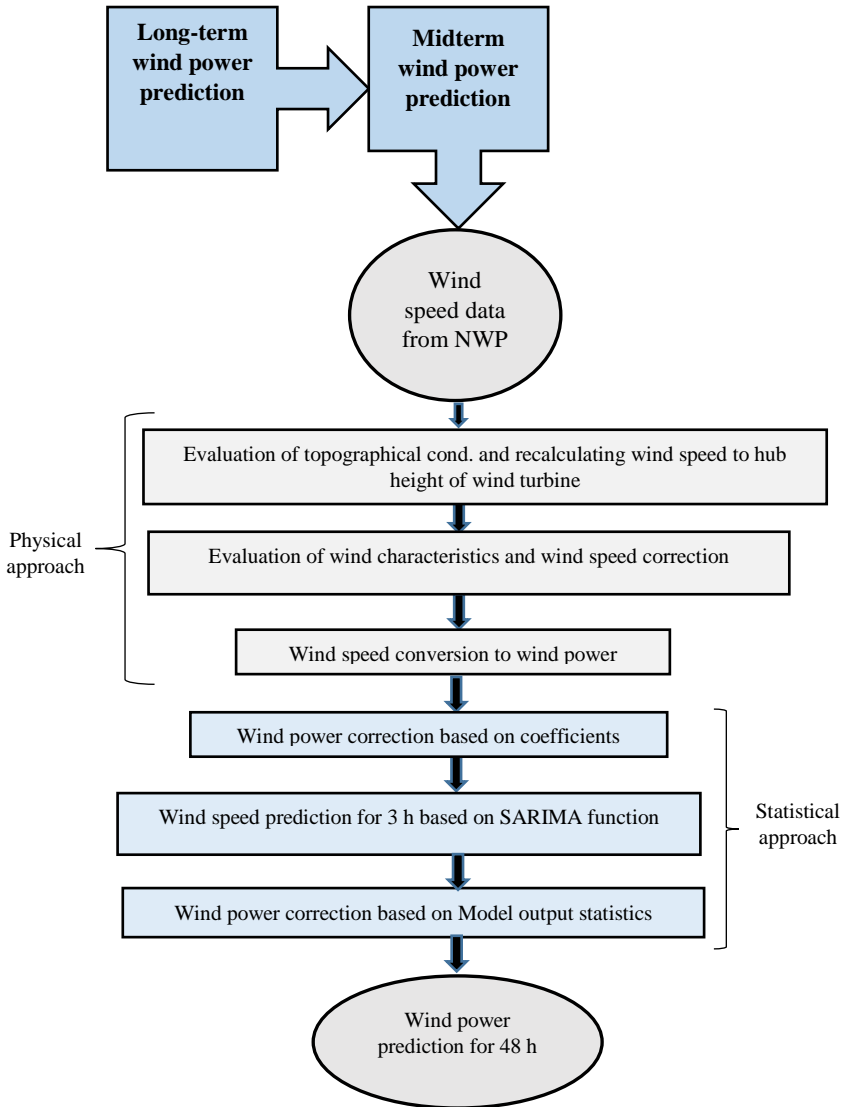 Long-term
wind power
prediction
Midterm
wind power
prediction
Wind
speed data
from NWP
Evaluation of topographical cond. and recalculating wind speed to hub
height of wind turbine
Physical
approach
Evaluation of wind characteristics and wind speed correction
Wind speed conversion to wind power
Wind power correction based on coefficients
Wind speed prediction for 3 h based on SARIMA function
Statistical
approach
Wind power correction based on Model output statistics
Wind power
prediction for 48 h